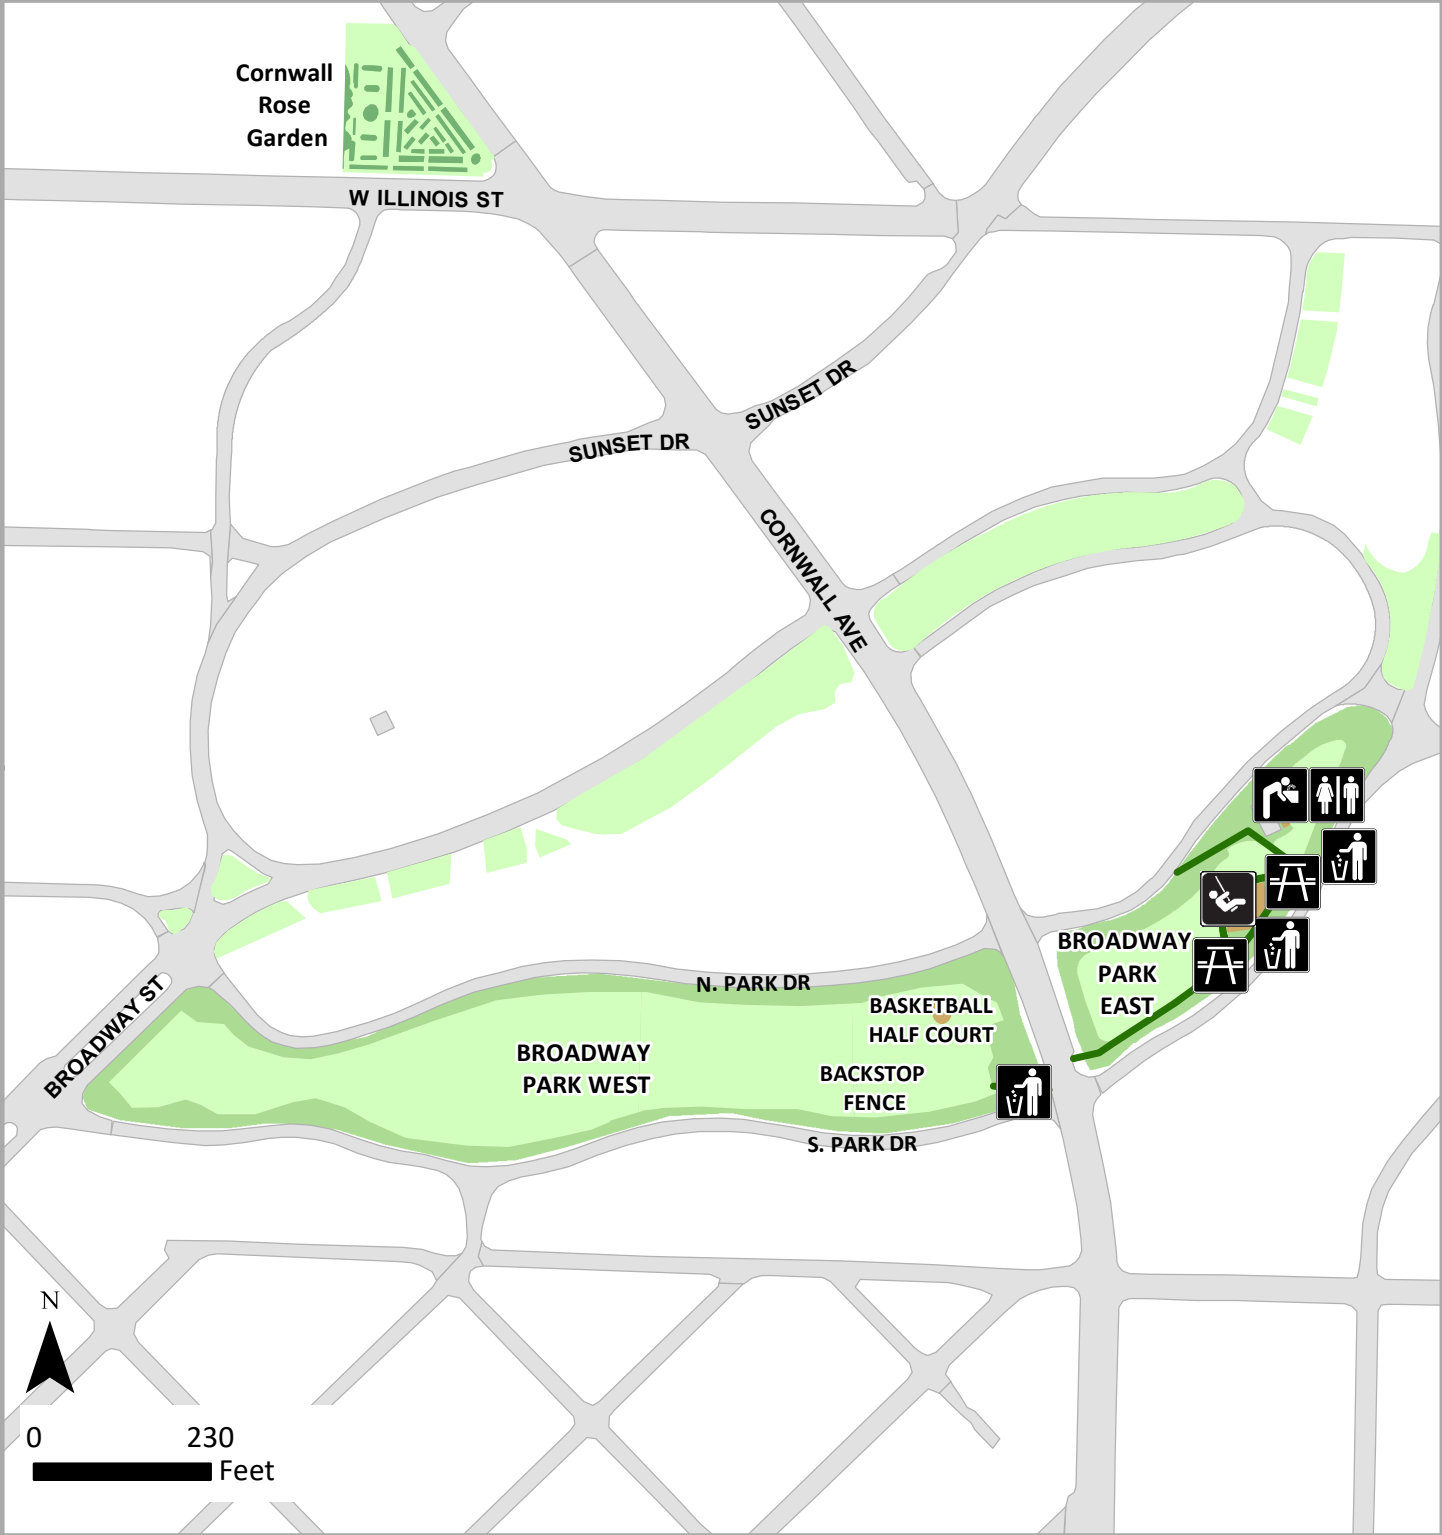 Cornwall
Rose
Garden
W ILLINOIS ST
SUNSET DR
SUNSET DR
CORNWALL AVE
BROADWAY
PARK
EAST
BROADWAY ST
N. PARK DR
BASKETBALL
HALF COURT
BROADWAY
PARK WEST
BACKSTOP
FENCE
S. PARK DR
N
0 230
Feet